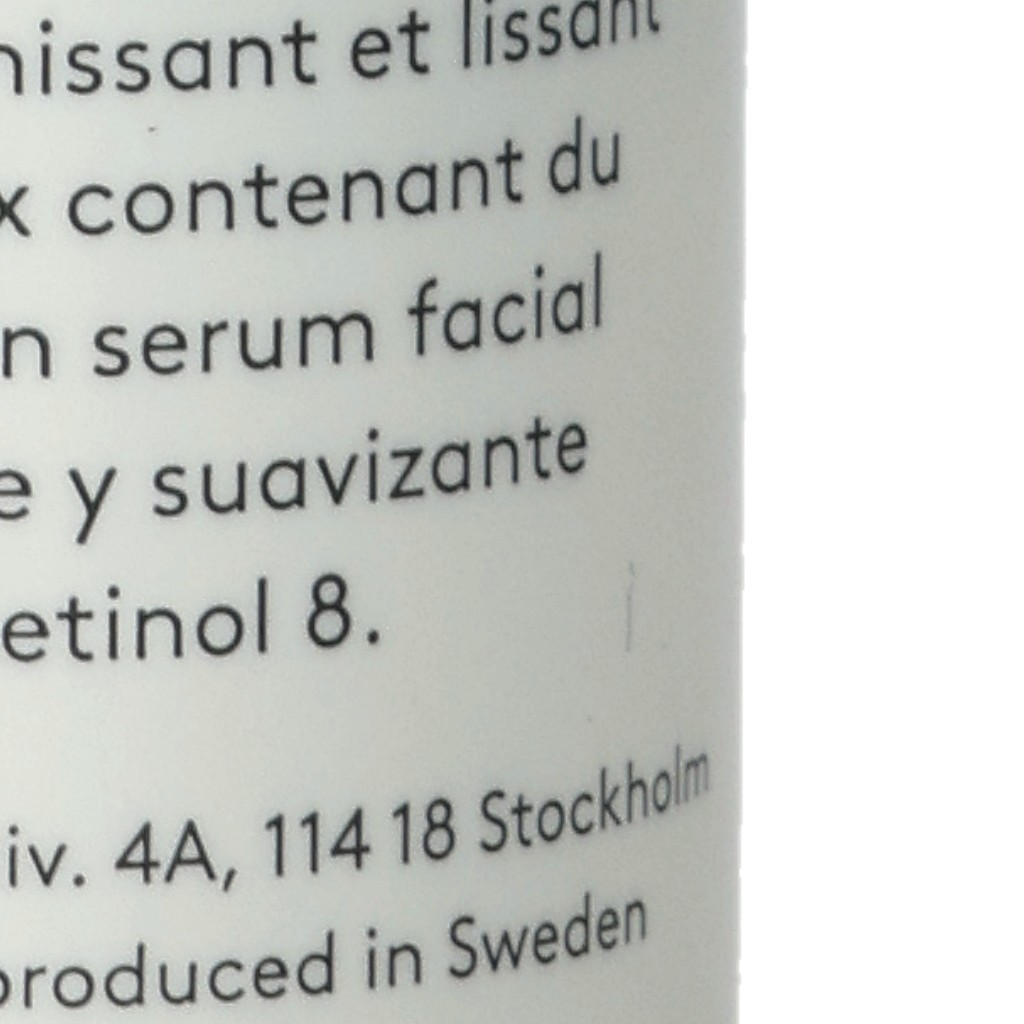 nissant et lissant
x contenant du
n serum facial
e y suavizante
etinol 8.
iv. 4A, 114 18 Stockholm
produced in Sweden